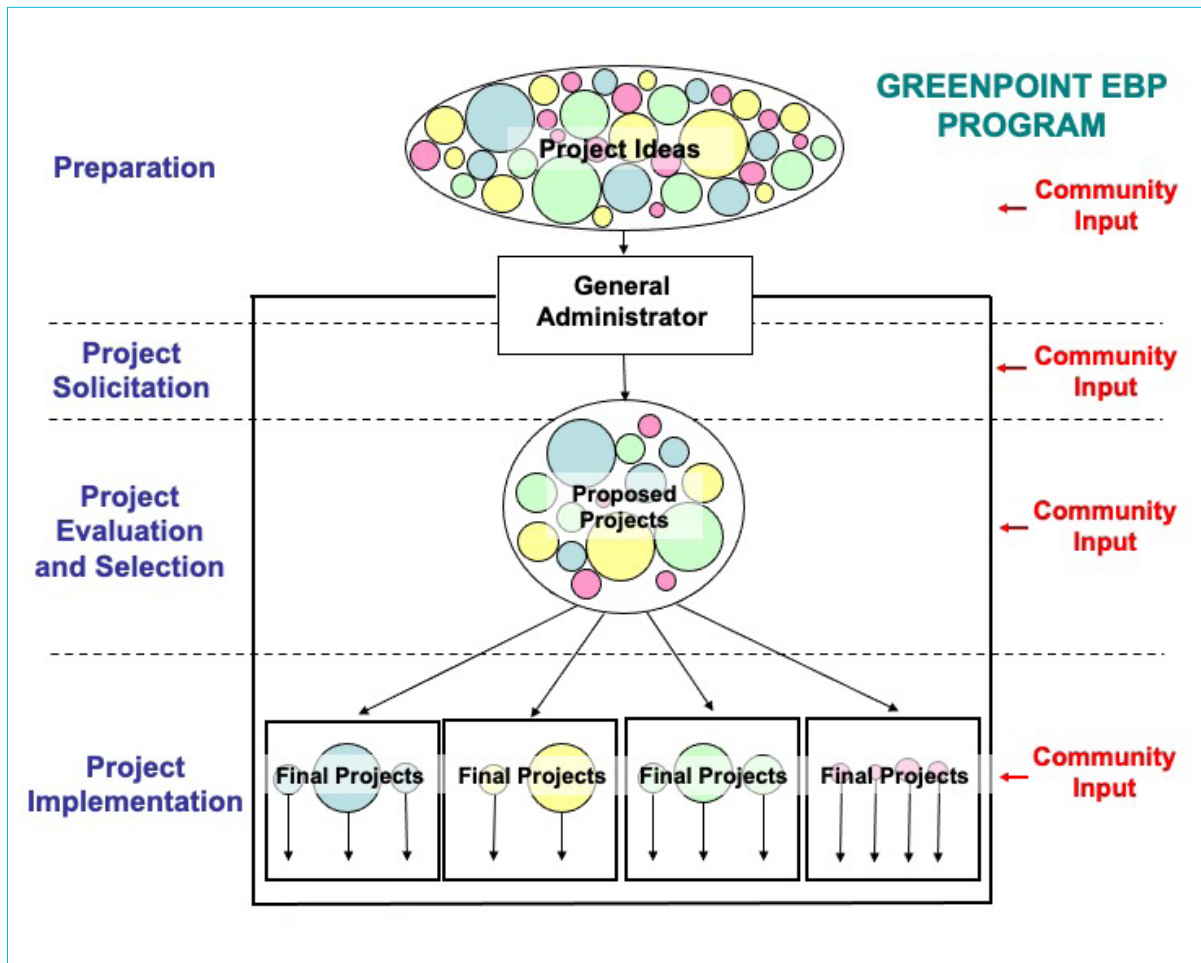 GREENPOINT EBP
PROGRAM
Project Ideas
Preparation
Community
Input
General
Administrator
Project
Solicitation
Community
Input
Project
Evaluation
and Selection
Proposed
Projects
Community
Input
Project
Implementation
Final Projects
Final Projects
Final Projects
Final Projects
Community
Input